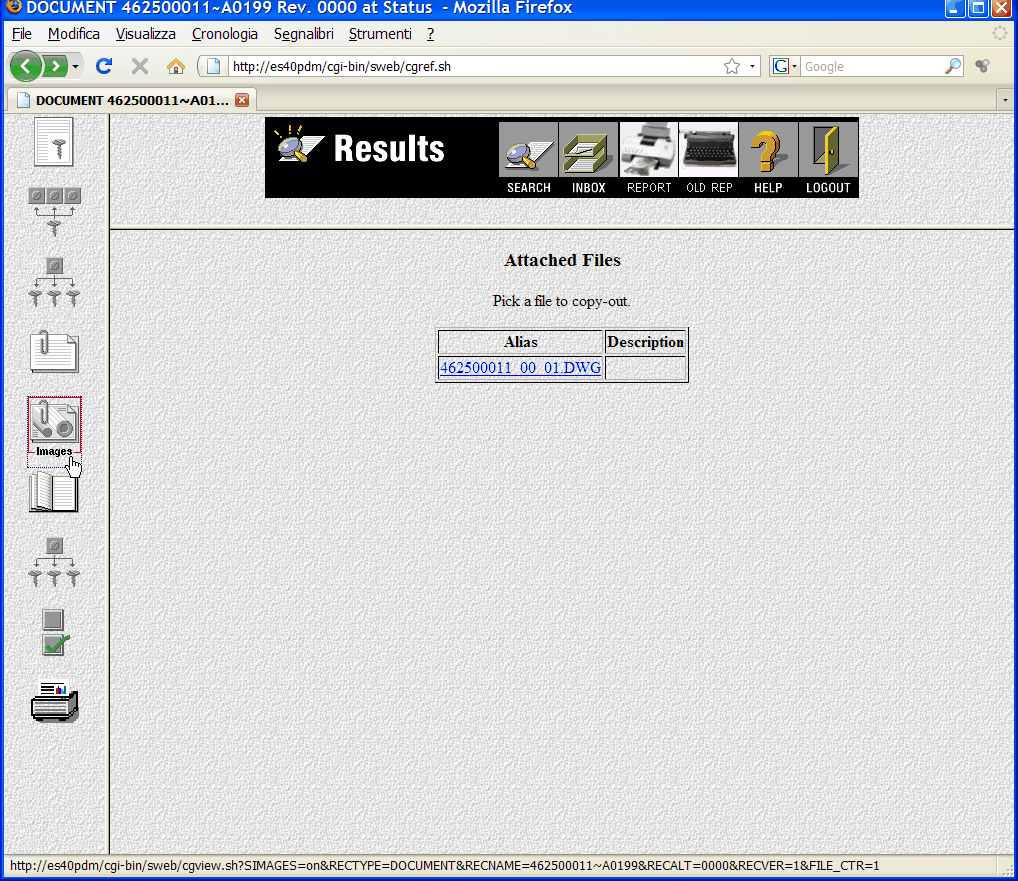 DOCUMENT 462500011~A0199 Rev. 0000 at Status - Mozilla Firefox
File Modifica Visualizza Cronologia Segnalibri Strumenti ?
http://es40pdm/cgi-bin/sweb/cgref.sh
G Google
DOCUMENT 462500011~A01...
Results
SEARCH INBOX REPORT OLD REP HELP LOGOUT
Attached Files
Pick a file to copy-out.
Alias Description
462500011_00_01.DWG
Images
http://es40pdm/cgi-bin/sweb/cgview.sh?SIMAGES=on&RECTYPE=DOCUMENT&RECNAME=462500011~A0199&RECALT=0000&RECVER=1&FILE_CTR=1